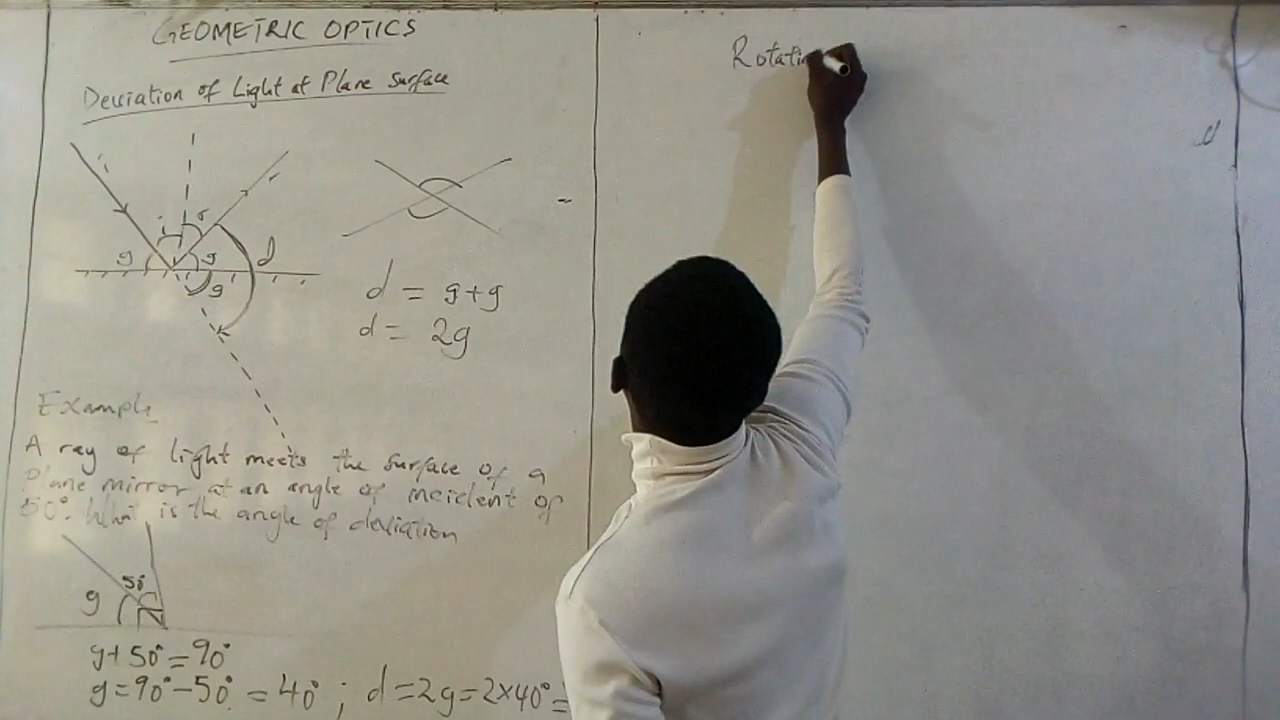 GEOMETRIC OPTICS
Deviation of Light at Plane Surface
i
r
i
r
g
g
g
d
d = g+g
d = 2g
Example
A ray of light meets the surface of a
plane mirror at an angle of incident of
50°. What is the angle of deviation
50°
g
g+50°=90°
g=90°-50° = 40° ; d=2g=2×40°=
Rotatin